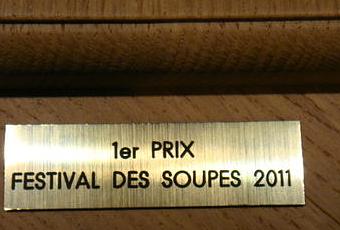 1er PRIX
FESTIVAL DES SOUPES 2011